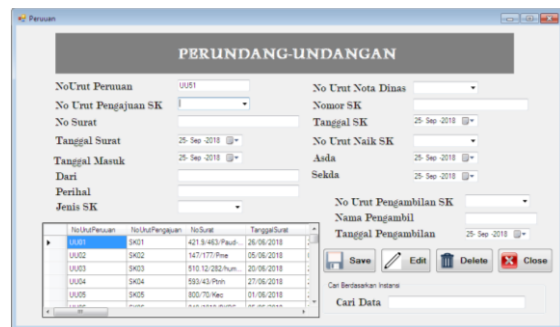 Peruuan
PERUNDANG-UNDANGAN
NoUrut Peruuan UU51
No Urut Pengajuan SK
No Surat
Tanggal Surat 25- Sep -2018
Tanggal Masuk 25- Sep -2018
Dari
Perihal
Jenis SK
No Urut Nota Dinas
Nomor SK
Tanggal SK 25- Sep -2018
No Urut Naik SK
Asda 25- Sep -2018
Sekda 25- Sep -2018
No Urut Pengambilan SK
Nama Pengambil
Tanggal Pengambilan 25- Sep -2018
NoUrutPeruuan NoUrutPengajuan NoSurat TanggalSurat
UU01 SK01 421.9/463/Paud-... 26/06/2018
UU02 SK02 147/177/Pme 05/06/2018
UU03 SK03 510.12/282/hum... 20/06/2018
UU04 SK04 593/43/Ptnh 27/06/2018
UU05 SK05 800/70/Kec 01/06/2018
Save Edit Delete Close
Cari Berdasarkan Instansi
Cari Data